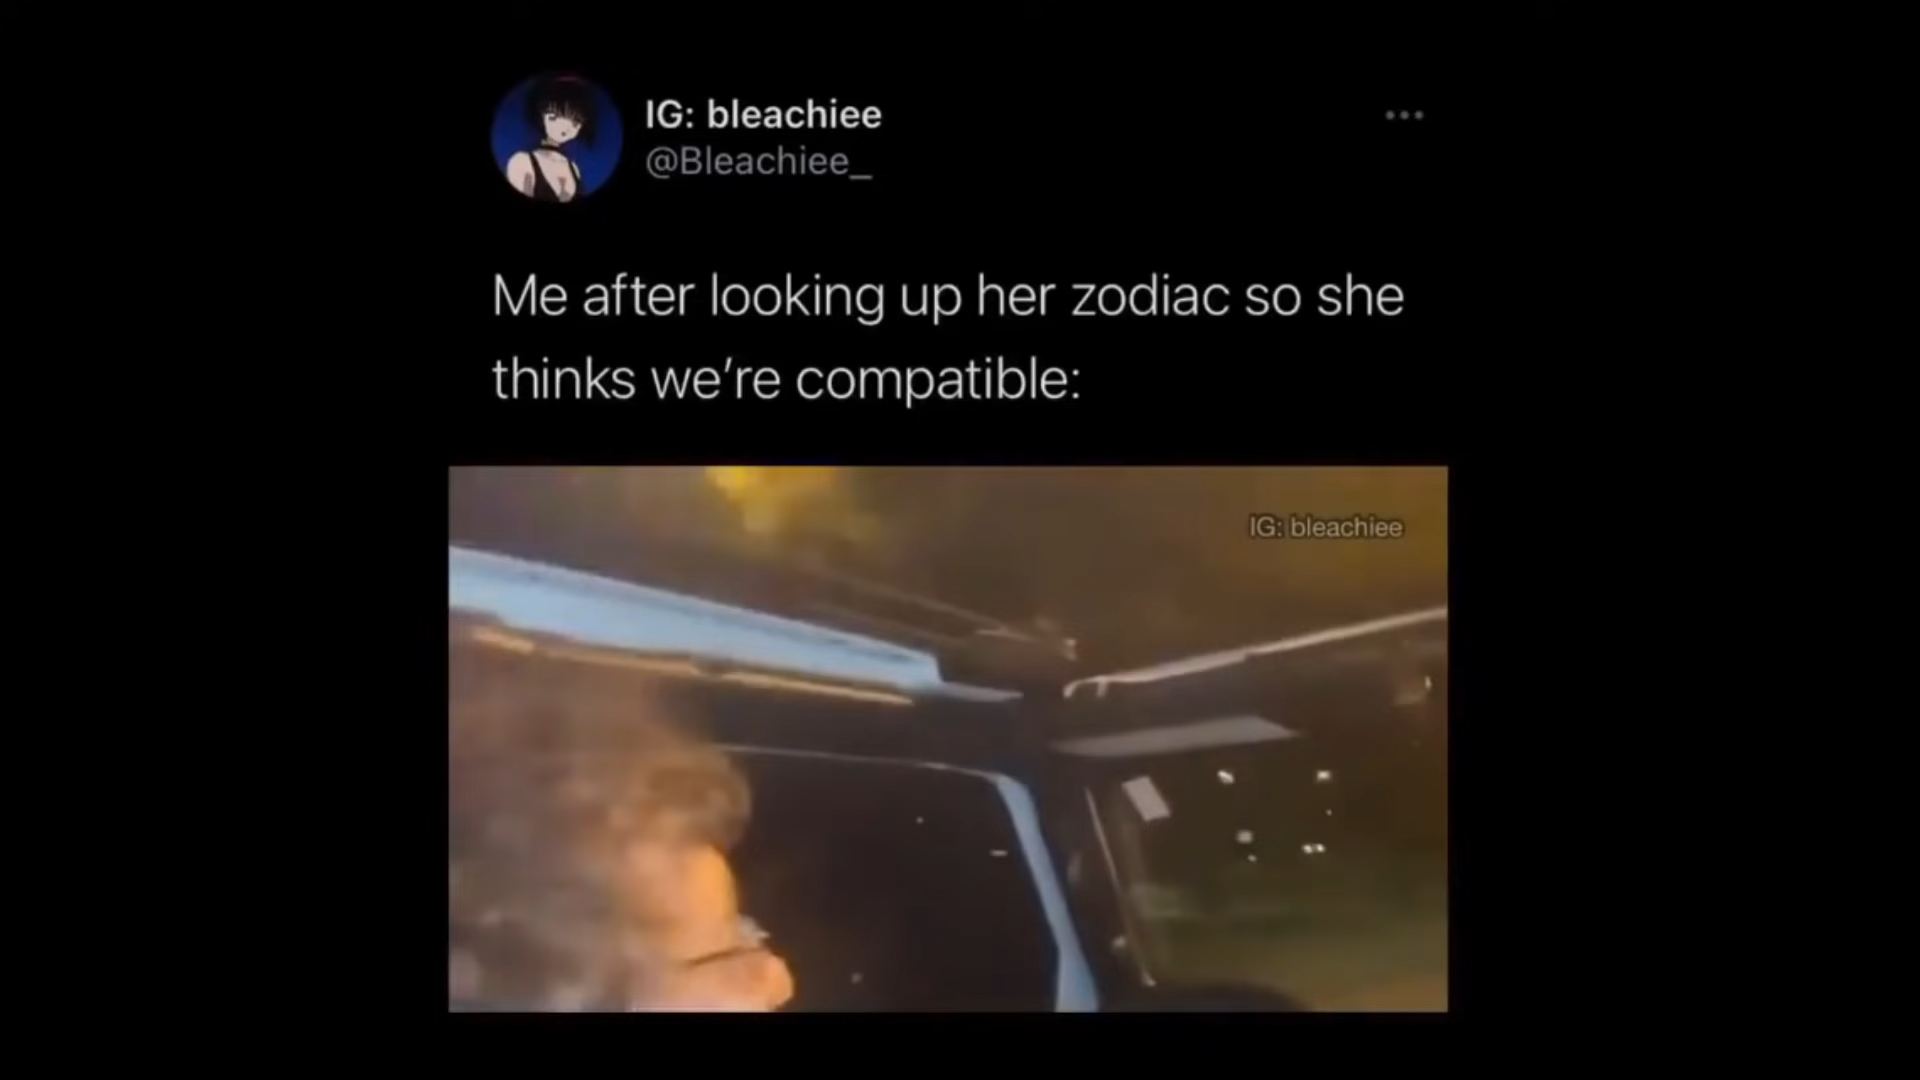 IG: bleachiee
@Bleachiee_
Me after looking up her zodiac so she
thinks we’re compatible:
IG: bleachiee